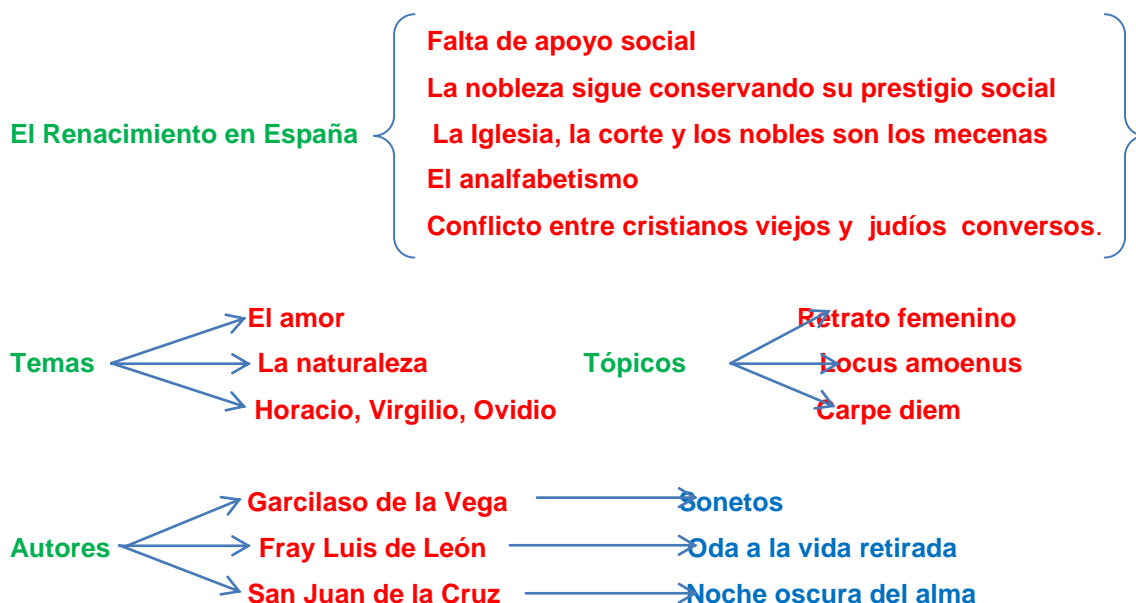 Falta de apoyo social
La nobleza sigue conservando su prestigio social
El Renacimiento en España
La Iglesia, la corte y los nobles son los mecenas
El analfabetismo
Conflicto entre cristianos viejos y judíos conversos.
Temas
El amor
La naturaleza
Horacio, Virgilio, Ovidio
Tópicos
Retrato femenino
Locus amoenus
Carpe diem
Autores
Garcilaso de la Vega
Sonetos
Fray Luis de León
Oda a la vida retirada
San Juan de la Cruz
Noche oscura del alma